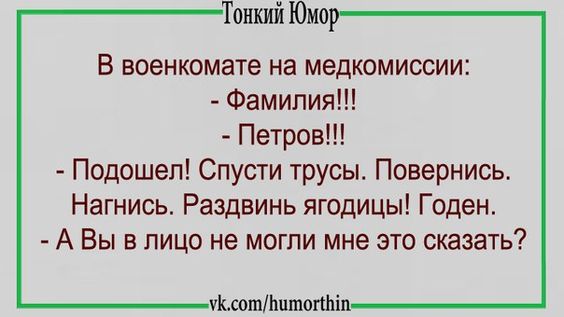 Тонкий Юмор
В военкомате на медкомиссии:
- Фамилия!!!
- Петров!!!
- Подошел! Спусти трусы. Повернись.
Нагнись. Раздвинь ягодицы! Годен.
- А Вы в лицо не могли мне это сказать?
vk.com/humorthin